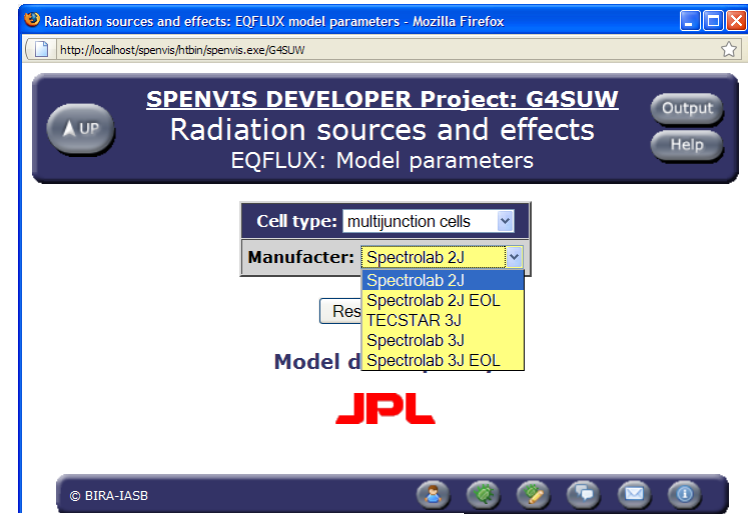 Radiation sources and effects: EQFLUX model parameters - Mozilla Firefox
http://localhost/spenvis/htbin/spenvis.exe/G4SUW
SPENVIS DEVELOPER Project: G4SUW
UP
Radiation sources and effects
EQFLUX: Model parameters
Output
Help
Cell type: multijunction cells
Manufacter: Spectrolab 2J
Spectrolab 2J
Spectrolab 2J EOL
TECSTAR 3J
Spectrolab 3J
Spectrolab 3J EOL
Res
Model d
JPL
© BIRA-IASB